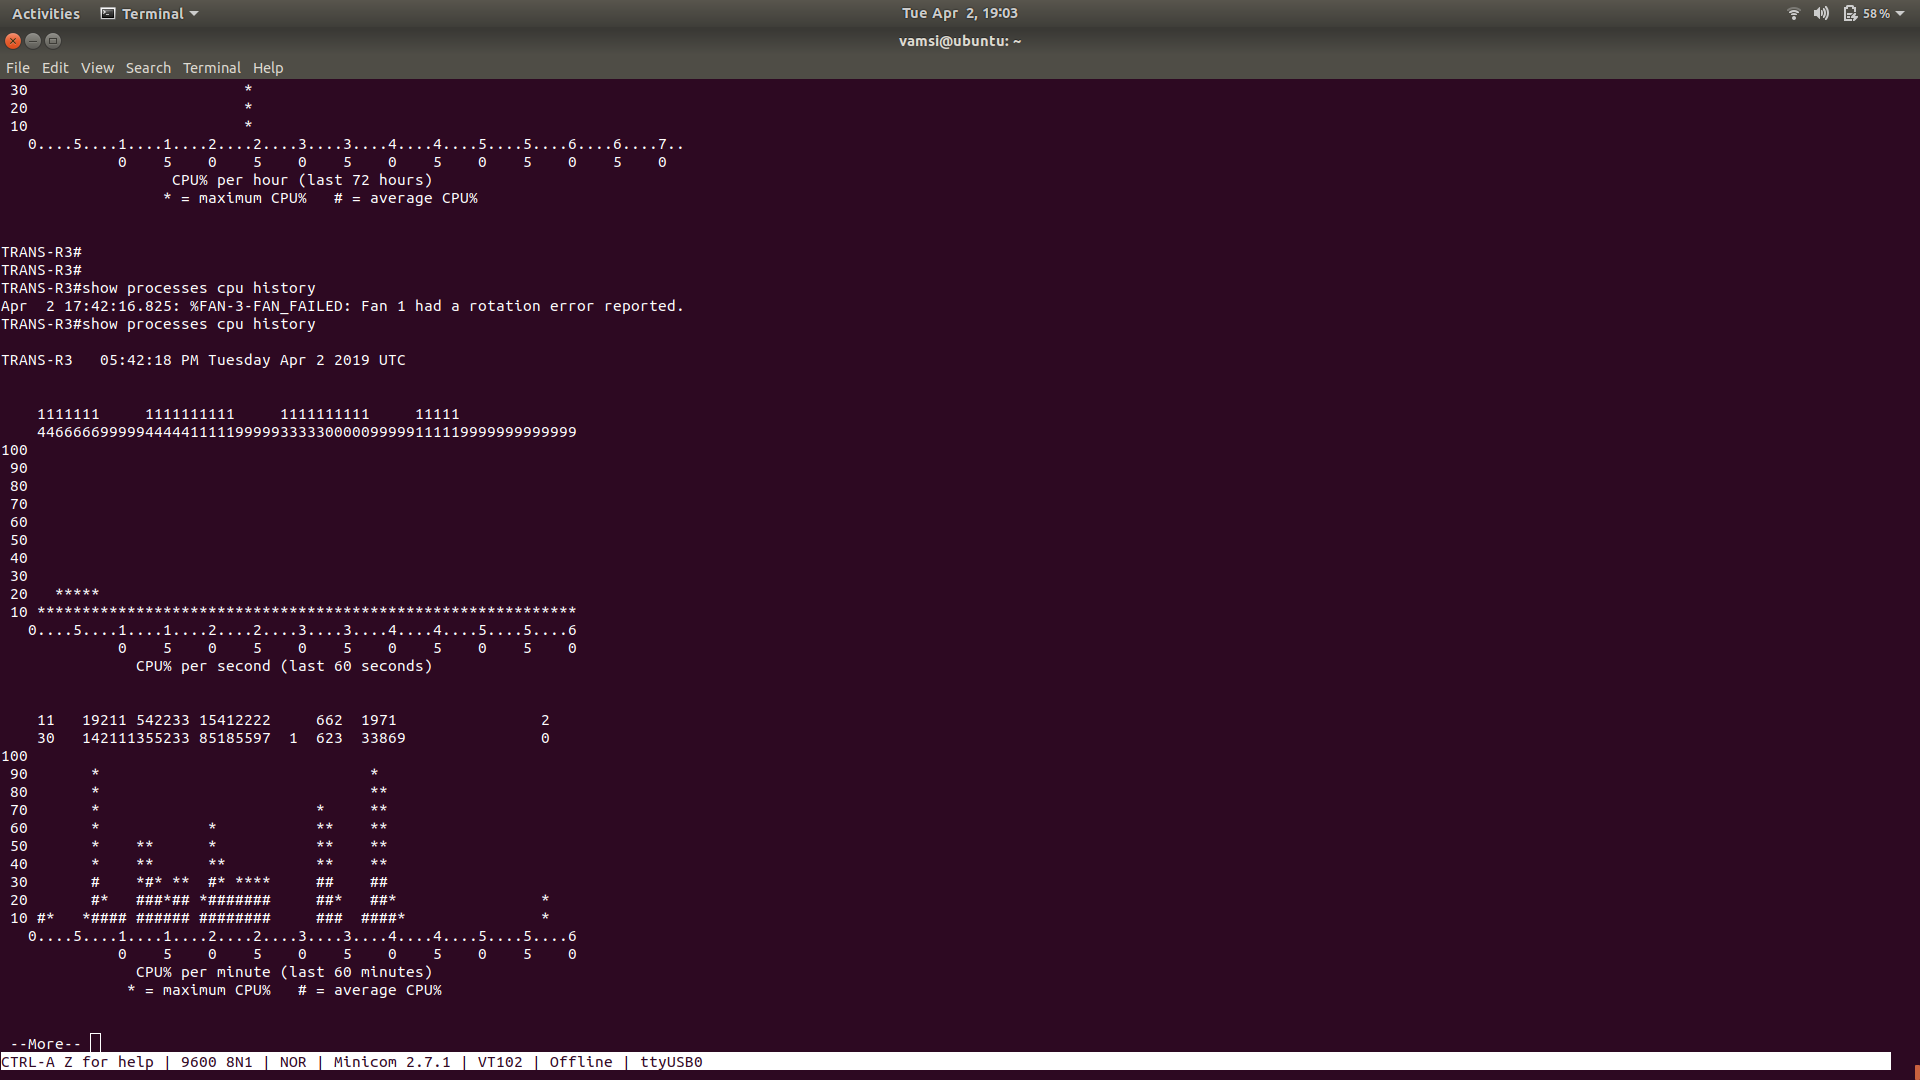 Activities   Terminal   Tue Apr  2, 19:03   58 %
vamsi@ubuntu: ~
File  Edit  View  Search  Terminal  Help
 30                        *
 20                        *
 10                        *
   0....5....1....1....2....2....3....3....4....4....5....5....6....6....7..
             0    5    0    5    0    5    0    5    0    5    0    5    0
                   CPU% per hour (last 72 hours)
                  * = maximum CPU%   # = average CPU%
TRANS-R3#
TRANS-R3#
TRANS-R3#show processes cpu history
Apr  2 17:42:16.825: %FAN-3-FAN_FAILED: Fan 1 had a rotation error reported.
TRANS-R3#show processes cpu history
TRANS-R3   05:42:18 PM Tuesday Apr 2 2019 UTC
    1111111     1111111111     1111111111     11111
    446666699999444441111199999333330000099999111119999999999999
100
 90
 80
 70
 60
 50
 40
 30
 20   *****
 10 ************************************************************
   0....5....1....1....2....2....3....3....4....4....5....5....6
             0    5    0    5    0    5    0    5    0    5    0
               CPU% per second (last 60 seconds)
    11   19211 542233 15412222     662  1971                2
    30   142111355233 85185597  1  623  33869               0
100
 90       *                              *
 80       *                              **
 70       *                        *     **
 60       *            *           **    **
 50       *    **      *           **    **
 40       *    **      **          **    **
 30       #    *#* **  #* ****     ##    ##
 20       #*   ###*## *#######     ##*   ##*                *
 10 #*   *#### ###### ########     ###  ####*               *
   0....5....1....1....2....2....3....3....4....4....5....5....6
             0    5    0    5    0    5    0    5    0    5    0
               CPU% per minute (last 60 minutes)
              * = maximum CPU%   # = average CPU%
 --More--
CTRL-A Z for help | 9600 8N1 | NOR | Minicom 2.7.1 | VT102 | Offline | ttyUSB0